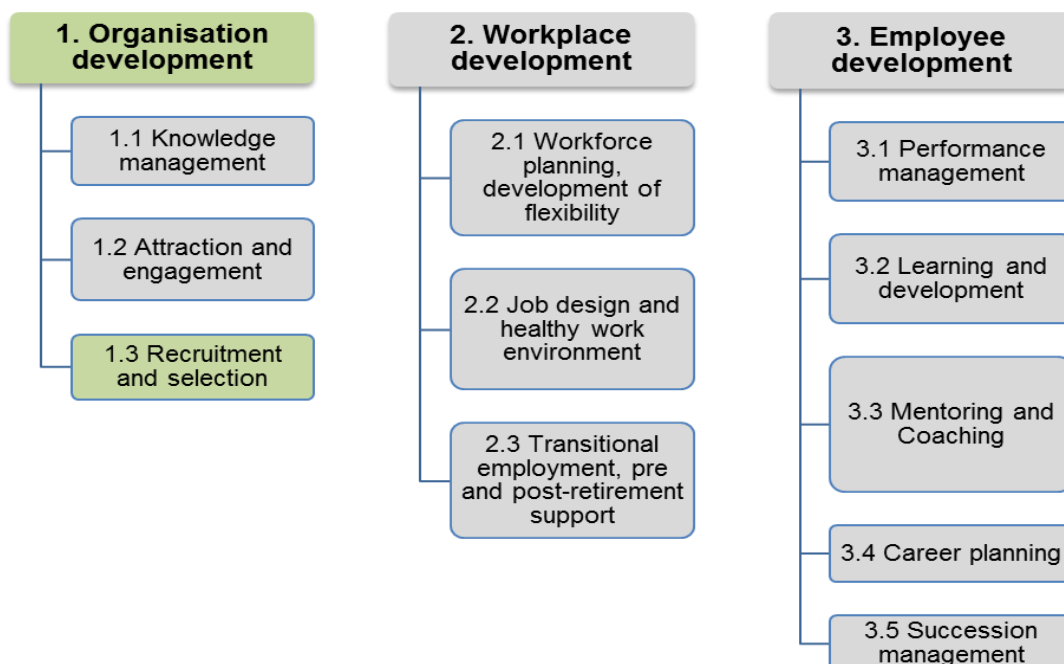 1. Organisation
development
1.1 Knowledge
management
1.2 Attraction and
engagement
1.3 Recruitment
and selection
2. Workplace
development
2.1 Workforce
planning,
development of
flexibility
2.2 Job design and
healthy work
environment
2.3 Transitional
employment, pre
and post-retirement
support
3. Employee
development
3.1 Performance
management
3.2 Learning and
development
3.3 Mentoring and
Coaching
3.4 Career planning
3.5 Succession
management